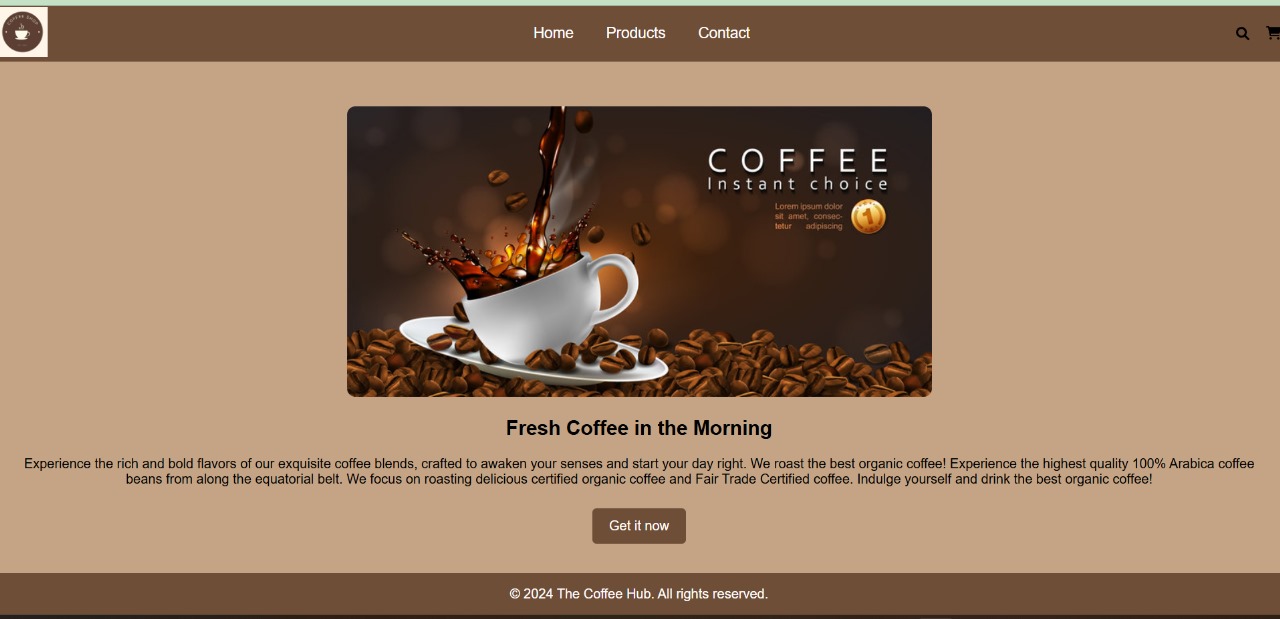 COFFEE SHOP
Home Products Contact
COFFEE
Instant choice
Lorem ipsum dolor
sit amet, consec-
tetur adipiscing
1
Fresh Coffee in the Morning
Experience the rich and bold flavors of our exquisite coffee blends, crafted to awaken your senses and start your day right. We roast the best organic coffee! Experience the highest quality 100% Arabica coffee
beans from along the equatorial belt. We focus on roasting delicious certified organic coffee and Fair Trade Certified coffee. Indulge yourself and drink the best organic coffee!
Get it now
© 2024 The Coffee Hub. All rights reserved.